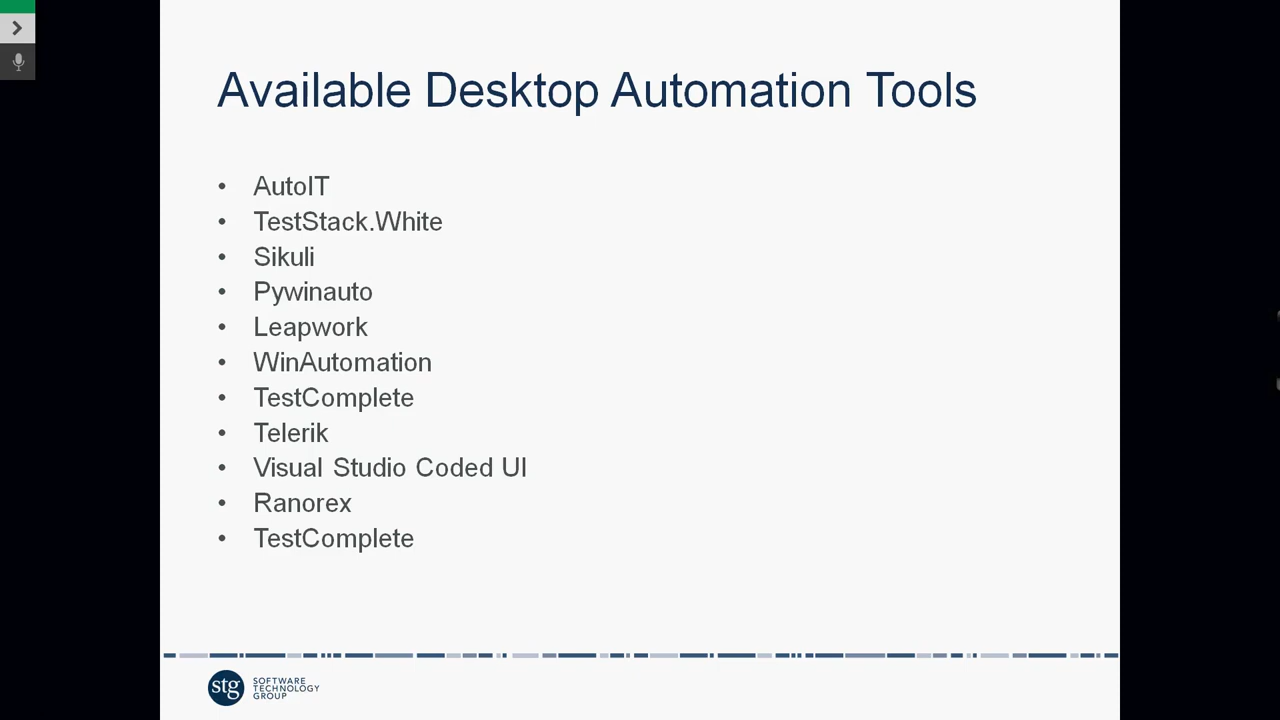 Available Desktop Automation Tools
• AutoIT
• TestStack.White
• Sikuli
• Pywinauto
• Leapwork
• WinAutomation
• TestComplete
• Telerik
• Visual Studio Coded UI
• Ranorex
• TestComplete
stg
SOFTWARE
TECHNOLOGY
GROUP